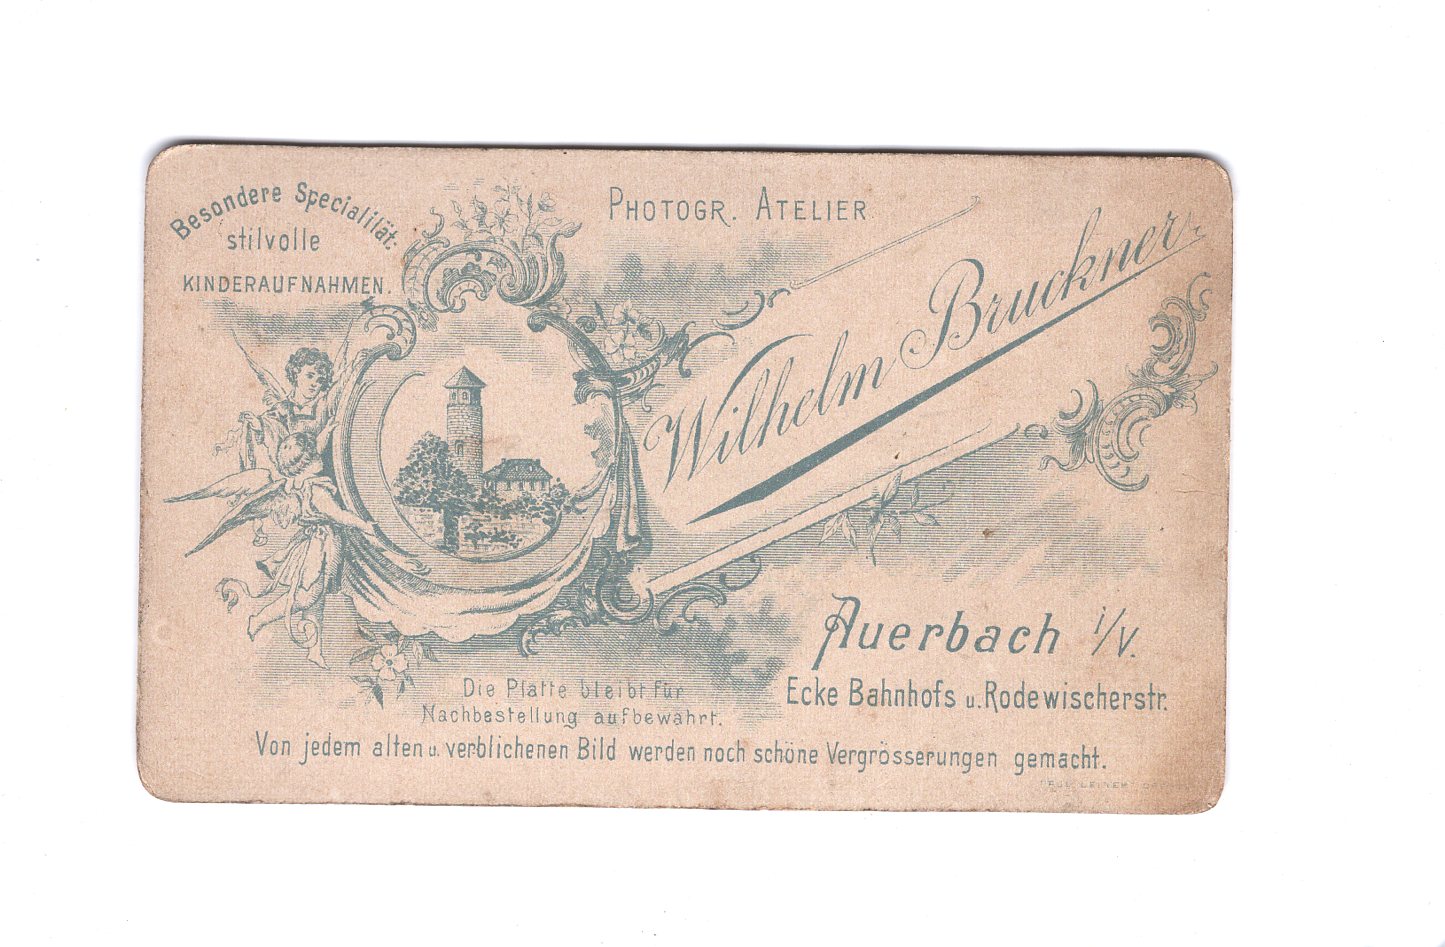 Besondere Specialität:
stilvolle
KINDERAUFNAHMEN.
PHOTOGR. ATELIER
Wilhelm Bruckner
Auerbach i/V.
Ecke Bahnhofs u. Rodewischerstr.
Die Platte bleibt für
Nachbestellung aufbewahrt.
Von jedem alten u. verblichenen Bild werden noch schöne Vergrösserungen gemacht.